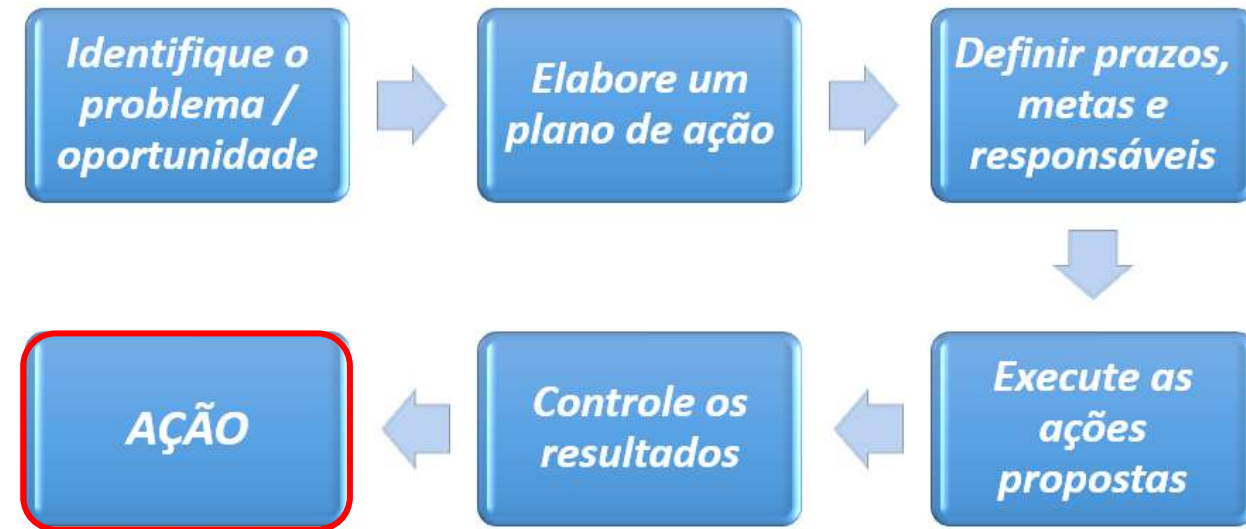 Identifique o
problema /
oportunidade
Elabore um
plano de ação
Definir prazos,
metas e
responsáveis
Execute as
ações
propostas
Controle os
resultados
AÇÃO